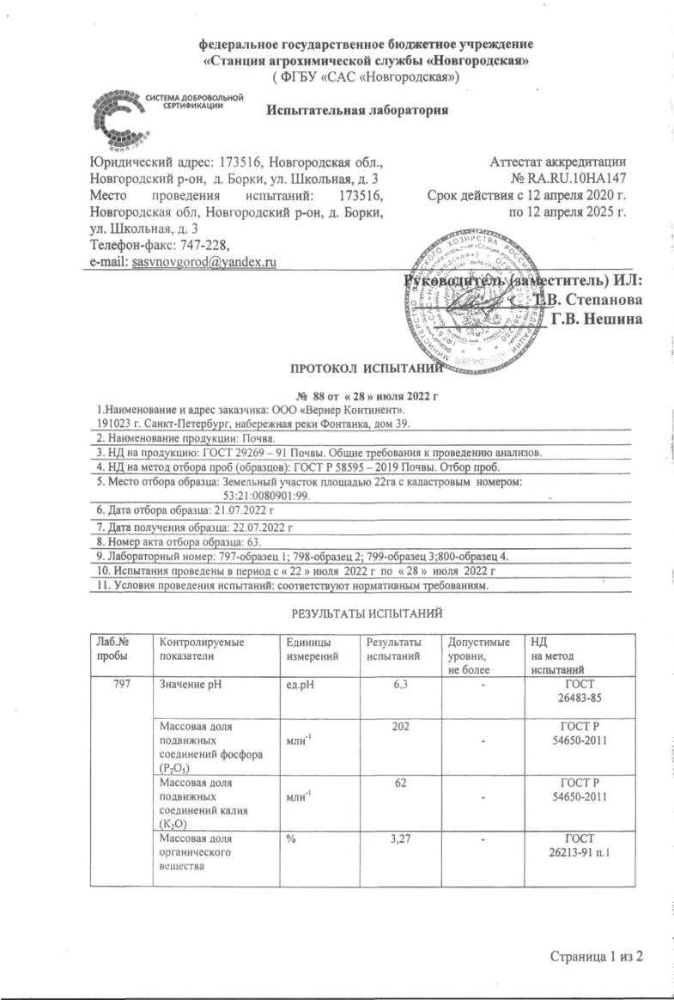 федеральное государственное бюджетное учреждение
«Станция агрохимической службы «Новгородская»
( ФГБУ «САС «Новгородская»)
СИСТЕМА ДОБРОВОЛЬНОЙ
СЕРТИФИКАЦИИ
Испытательная лаборатория
Юридический адрес: 173516, Новгородская обл.,
Новгородский р-он, д. Борки, ул. Школьная, д. 3
Место проведения испытаний: 173516,
Новгородская обл, Новгородский р-он, д. Борки,
ул. Школьная, д. 3
Телефон-факс: 747-228,
e-mail: sasvnovgorod@yandex.ru
Аттестат аккредитации
№ RA.RU.10НА147
Срок действия с 12 апреля 2020 г.
по 12 апреля 2025 г.
Руководитель (заместитель) ИЛ:
Т.В. Степанова
Г.В. Нешина
ПРОТОКОЛ ИСПЫТАНИЙ
№ 88 от « 28 » июля 2022 г
1.Наименование и адрес заказчика: ООО «Вернер Континент».
191023 г. Санкт-Петербург, набережная реки Фонтанка, дом 39.
2. Наименование продукции: Почва.
3. НД на продукцию: ГОСТ 29269 – 91 Почвы. Общие требования к проведению анализов.
4. НД на метод отбора проб (образцов): ГОСТ Р 58595 – 2019 Почвы. Отбор проб.
5. Место отбора образца: Земельный участок площадью 22га с кадастровым номером:
53:21:0080901:99.
6. Дата отбора образца: 21.07.2022 г
7. Дата получения образца: 22.07.2022 г
8. Номер акта отбора образца: 63.
9. Лабораторный номер: 797-образец 1; 798-образец 2; 799-образец 3;800-образец 4.
10. Испытания проведены в период с « 22 » июля 2022 г по « 28 » июля 2022 г
11. Условия проведения испытаний: соответствуют нормативным требованиям.
РЕЗУЛЬТАТЫ ИСПЫТАНИЙ
Лаб.№ Контролируемые Единицы Результаты Допустимые НД
пробы показатели измерений испытаний уровни, на метод
не более испытаний
797 Значение рН ед.рН 6,3 - ГОСТ
26483-85
Массовая доля 202 ГОСТ Р
подвижных млн⁻¹ - 54650-2011
соединений фосфора
(P₂O₅)
Массовая доля 62 ГОСТ Р
подвижных млн⁻¹ - 54650-2011
соединений калия
(K₂O)
Массовая доля % 3,27 - ГОСТ
органического 26213-91 п.1
вещества
Страница 1 из 2